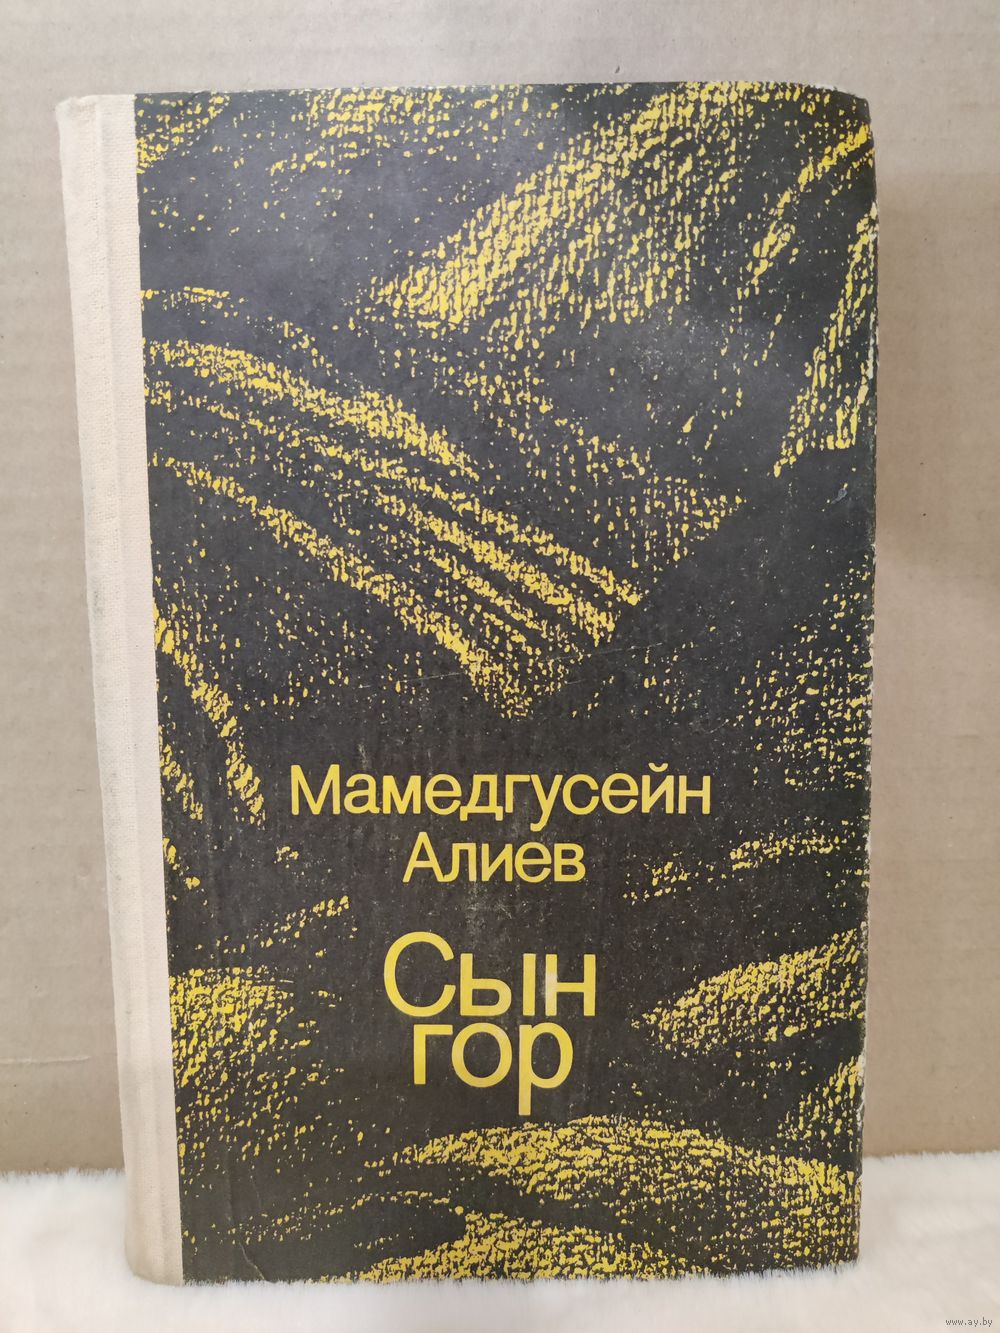 Мамедгусейн
Алиев
Сын
гор
www.ay.by